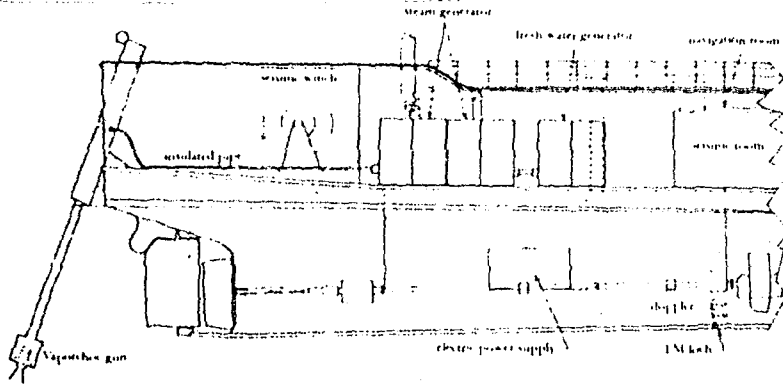 steam generator
fresh water generator
navigation room
seismic winch
insulated pipe
seismic room
doppler
Vaporchoc gun
electric power supply
EM loch